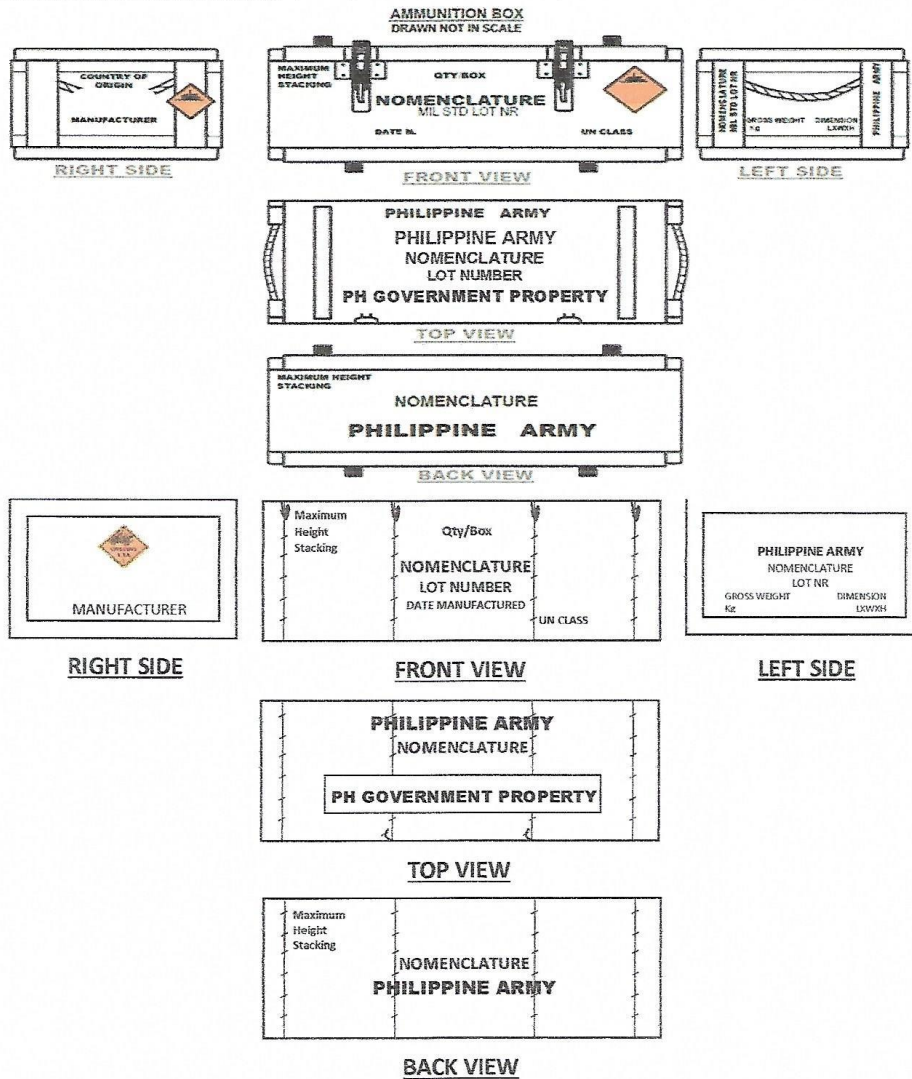 AMMUNITION BOX
DRAWN NOT IN SCALE
COUNTRY OF
ORIGIN
MANUFACTURER
RIGHT SIDE
MAXIMUM
HEIGHT
STACKING
QTY/BOX
NOMENCLATURE
MIL STD LOT NR
DATE M.
UN CLASS
FRONT VIEW
NOMENCLATURE
MIL STD LOT NR
GROSS WEIGHT
Kg
DIMENSION
LXWXH
PHILIPPINE ARMY
LEFT SIDE
PHILIPPINE ARMY
PHILIPPINE ARMY
NOMENCLATURE
LOT NUMBER
PH GOVERNMENT PROPERTY
TOP VIEW
MAXIMUM HEIGHT
STACKING
NOMENCLATURE
PHILIPPINE ARMY
BACK VIEW
MANUFACTURER
RIGHT SIDE
Maximum
Height
Stacking
Qty/Box
NOMENCLATURE
LOT NUMBER
DATE MANUFACTURED
UN CLASS
FRONT VIEW
PHILIPPINE ARMY
NOMENCLATURE
LOT NR
GROSS WEIGHT DIMENSION
Kg LXWXH
LEFT SIDE
PHILIPPINE ARMY
NOMENCLATURE
PH GOVERNMENT PROPERTY
TOP VIEW
Maximum
Height
Stacking
NOMENCLATURE
PHILIPPINE ARMY
BACK VIEW